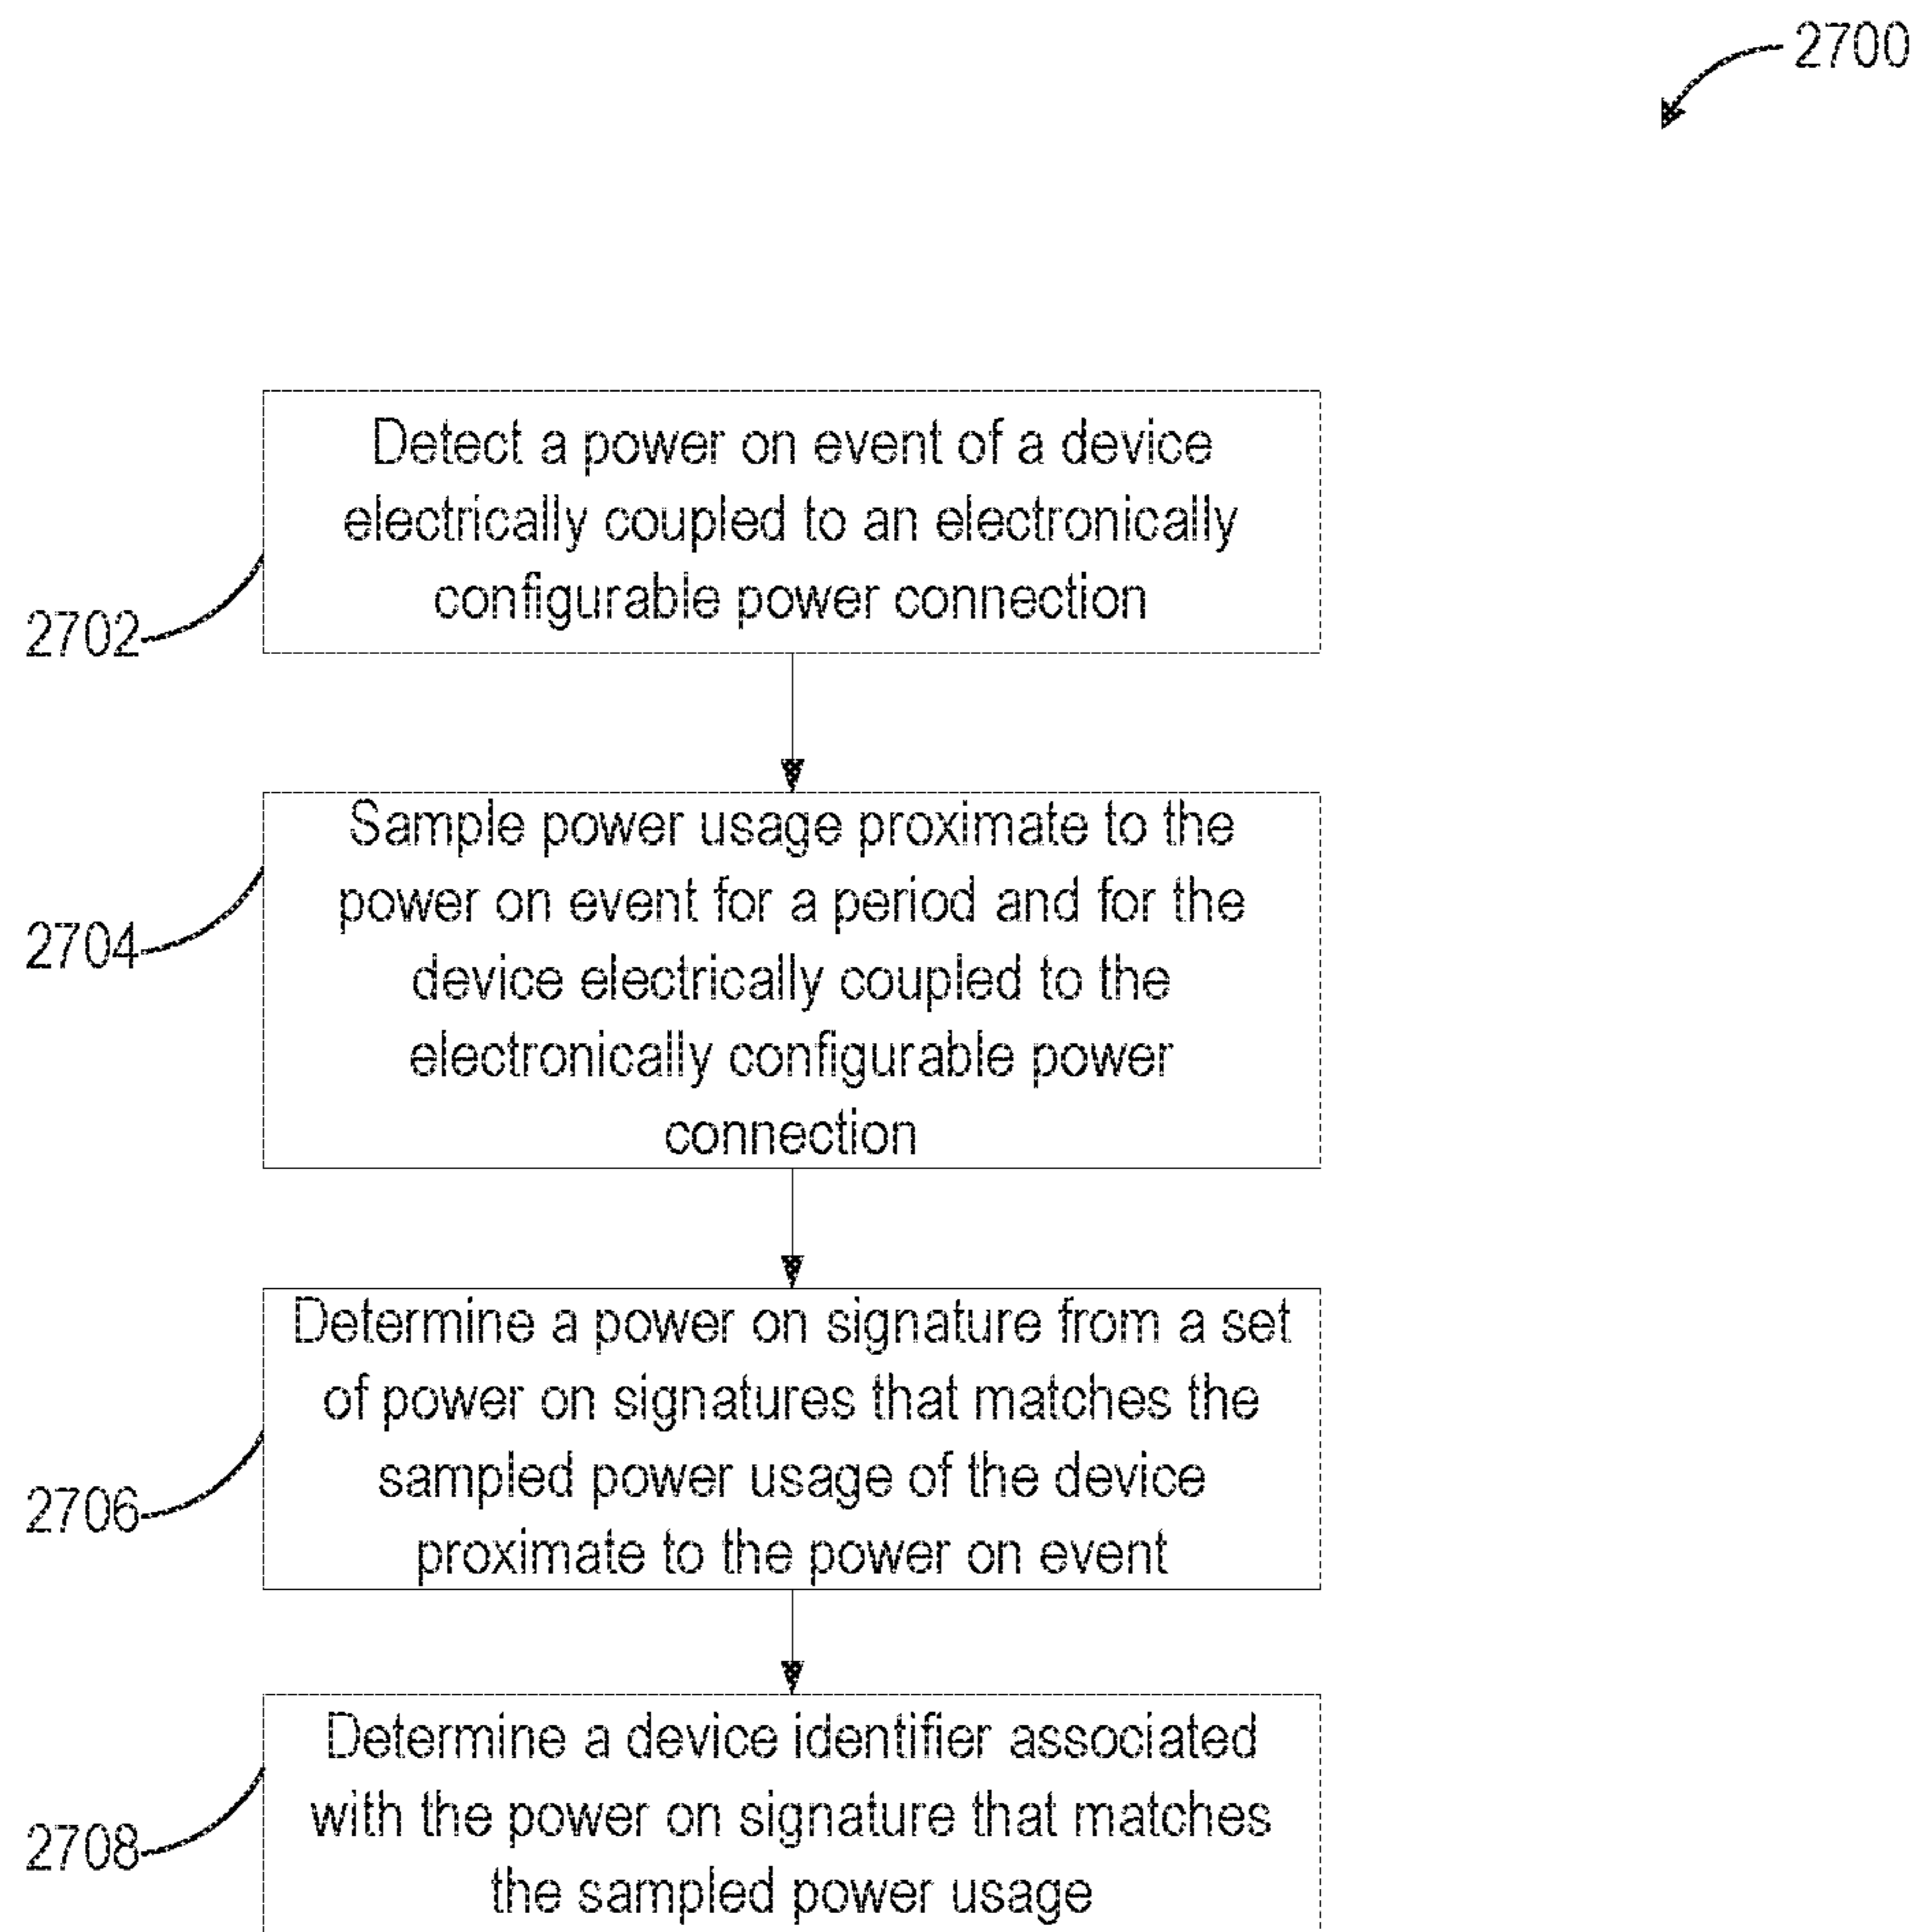 2700
Detect a power on event of a device
electrically coupled to an electronically
configurable power connection
2702
Sample power usage proximate to the
power on event for a period and for the
device electrically coupled to the
electronically configurable power
connection
2704
Determine a power on signature from a set
of power on signatures that matches the
sampled power usage of the device
proximate to the power on event
2706
Determine a device identifier associated
with the power on signature that matches
the sampled power usage
2708